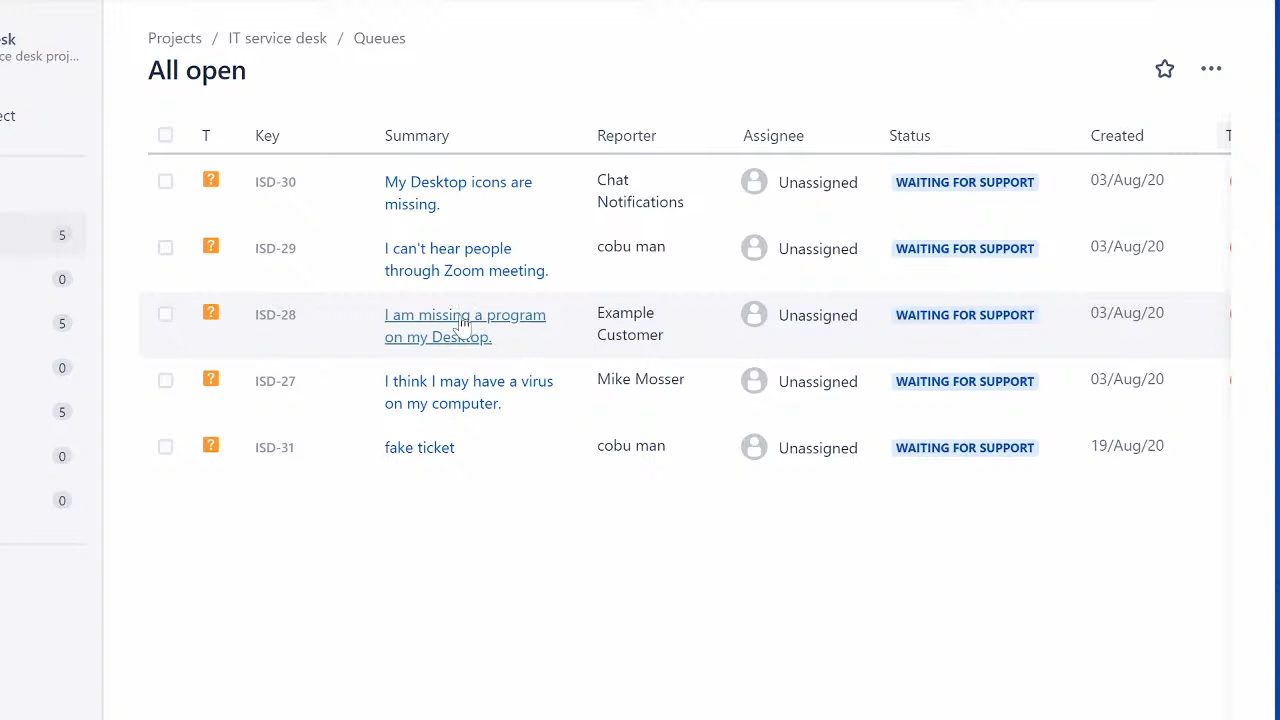 sk
ce desk proj...
ect
5
0
5
0
5
0
0
Projects / IT service desk / Queues
All open
T Key Summary Reporter Assignee Status Created
? ISD-30 My Desktop icons are missing. Chat Notifications Unassigned WAITING FOR SUPPORT 03/Aug/20
? ISD-29 I can't hear people through Zoom meeting. cobu man Unassigned WAITING FOR SUPPORT 03/Aug/20
? ISD-28 I am missing a program on my Desktop. Example Customer Unassigned WAITING FOR SUPPORT 03/Aug/20
? ISD-27 I think I may have a virus on my computer. Mike Mosser Unassigned WAITING FOR SUPPORT 03/Aug/20
? ISD-31 fake ticket cobu man Unassigned WAITING FOR SUPPORT 19/Aug/20